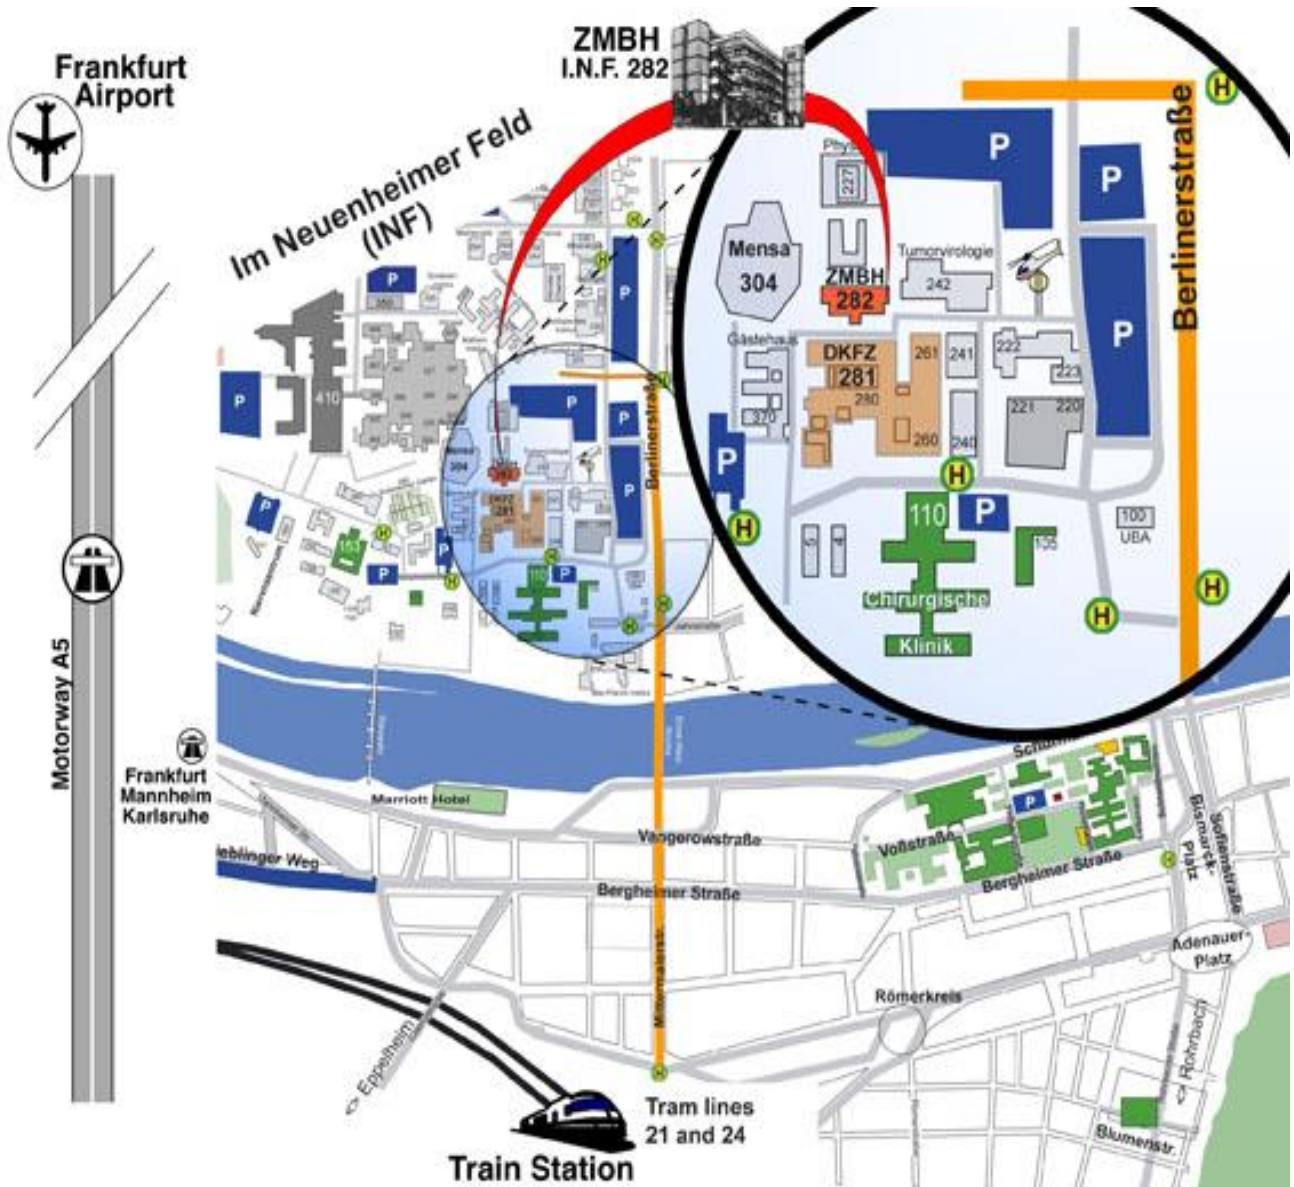 ZMBH
I.N.F. 282
Frankfurt
Airport
Im Neuenheimer Feld
(INF)
Motorway A5
Frankfurt
Mannheim
Karlsruhe
Berlinerstraße
H
P
P
P
Mensa
304
227
ZMBH
282
Tumorvirologie
242
Gästehaus
370
DKFZ
281
280
261
260
241
240
222
223
221
220
P
H
H
P
110
Chirurgische
Klinik
100
UBA
H
H
P
P
P
P
P
P
P
P
P
P
P
410
Mensa
304
DKFZ
281
110
Berlinerstraße
H
H
H
H
H
H
H
H
H
Marriott Hotel
Vangerowstraße
Bergheimer Straße
Voßstraße
Bergheimer Straße
P
H
Bismarck-
Platz
Sofienstraße
Adenauer-
Platz
Römerkreis
Mittermaierstr.
Eppelheim
Rohrbach
Blumenstr.
H
Tram lines
21 and 24
Train Station